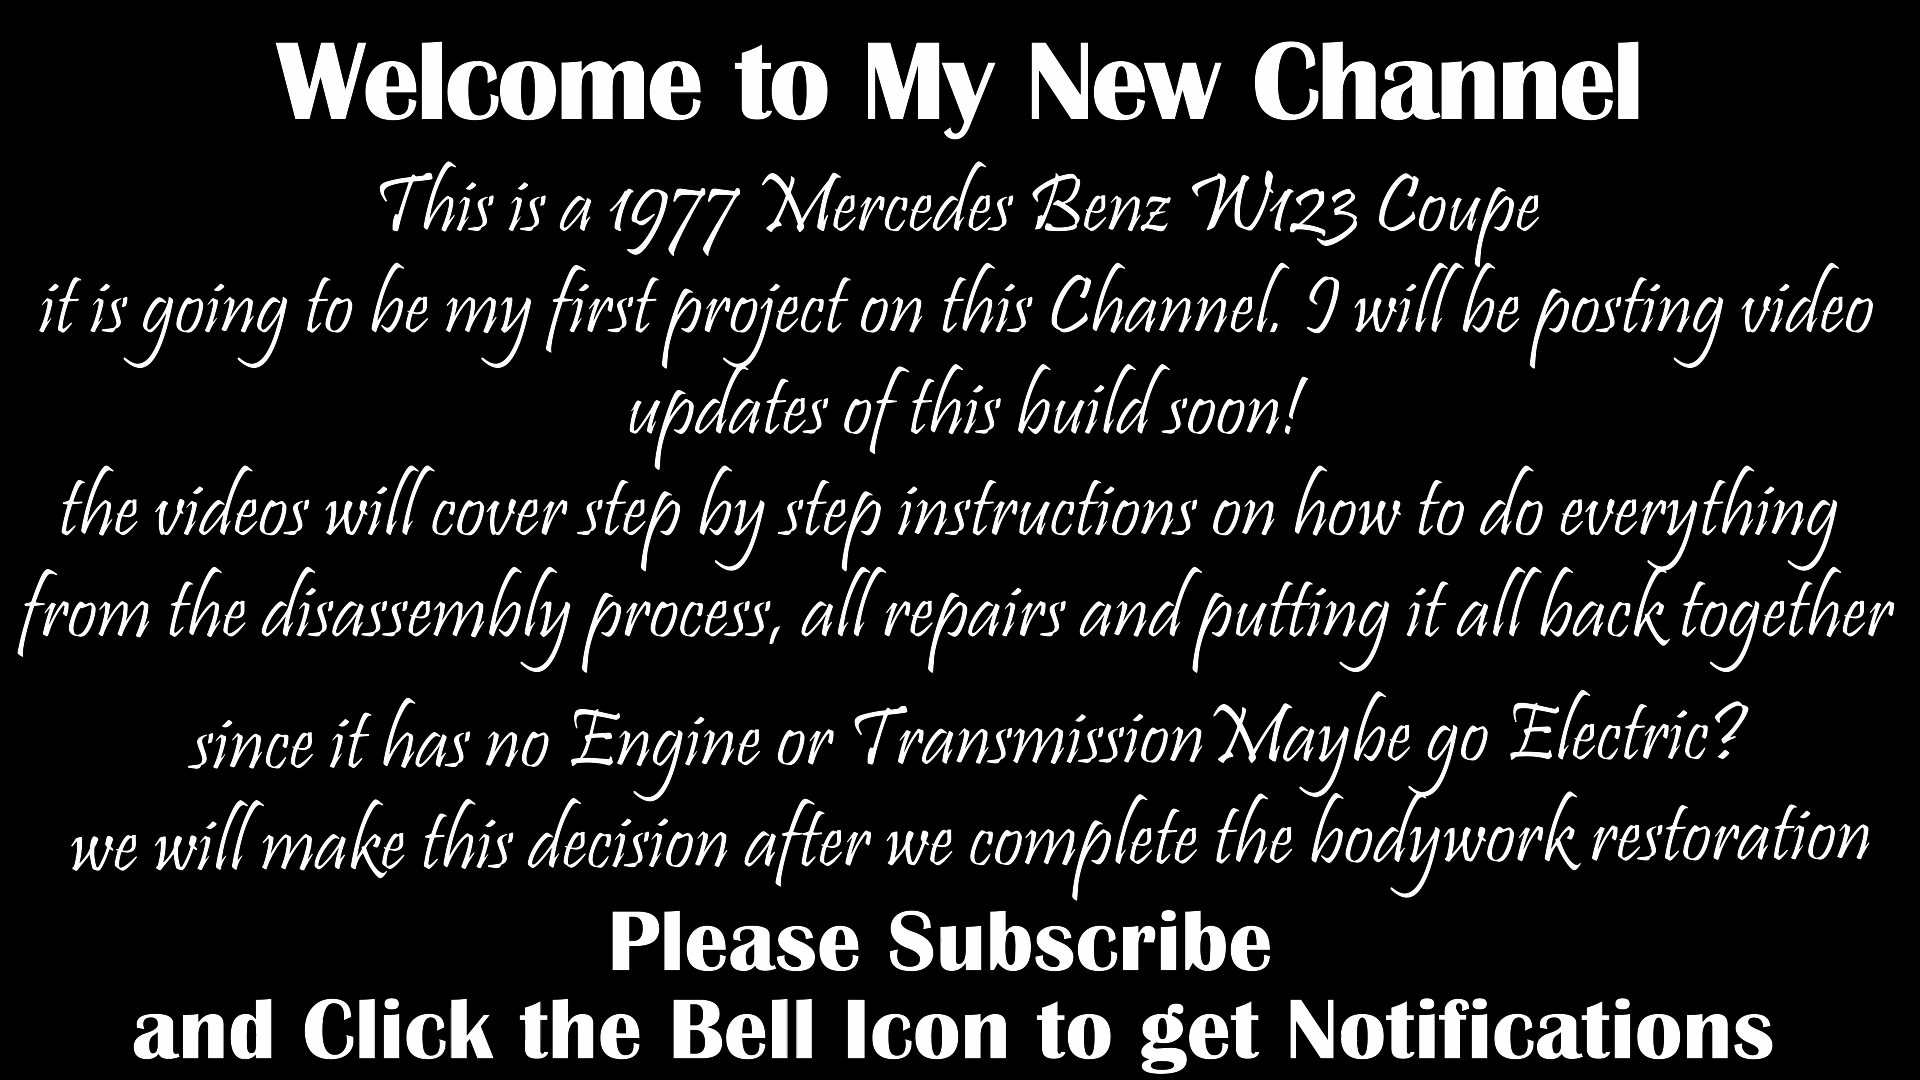 Welcome to My New Channel
This is a 1977 Mercedes Benz W123 Coupe
it is going to be my first project on this Channel. I will be posting video
updates of this build soon!
the videos will cover step by step instructions on how to do everything
from the disassembly process, all repairs and putting it all back together
since it has no Engine or Transmission Maybe go Electric?
we will make this decision after we complete the bodywork restoration
Please Subscribe
and Click the Bell Icon to get Notifications